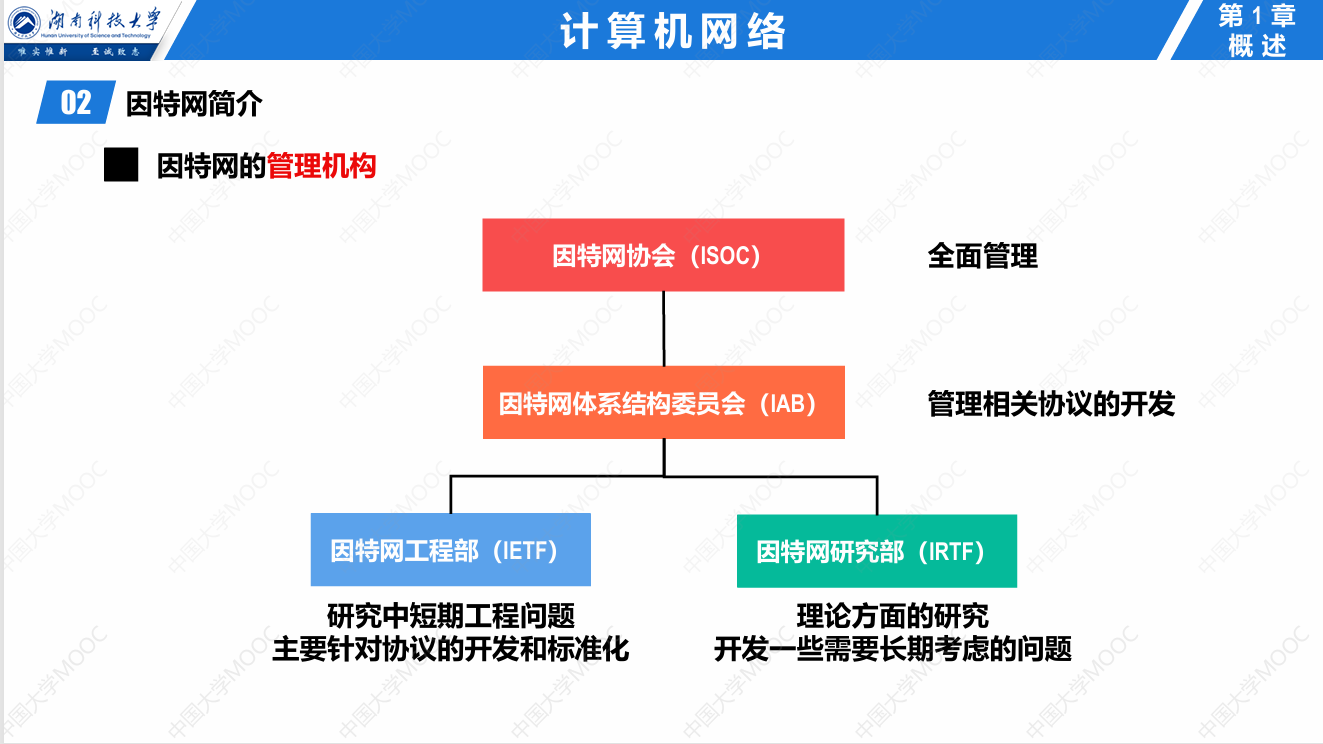 湖南科技大学
Hunan University of Science and Technology
唯实惟新 至诚致志
计算机网络
第 1 章
概 述
02 因特网简介
因特网的管理机构
因特网协会（ISOC） 全面管理
因特网体系结构委员会（IAB） 管理相关协议的开发
因特网工程部（IETF） 因特网研究部（IRTF）
研究中短期工程问题 理论方面的研究
主要针对协议的开发和标准化 开发一些需要长期考虑的问题
中国大学MOOC